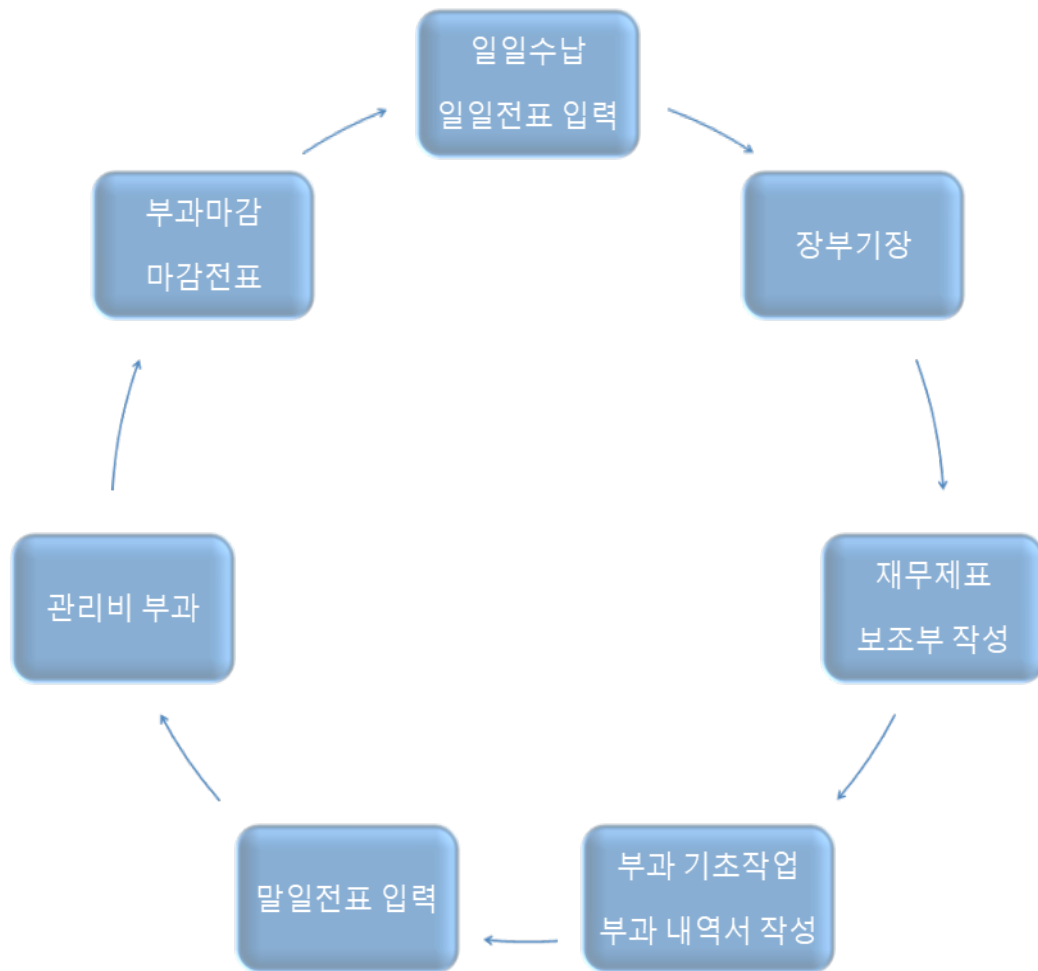 일일수납
일일전표 입력
장부기장
재무제표
보조부 작성
부과 기초작업
부과 내역서 작성
말일전표 입력
관리비 부과
부과마감
마감전표